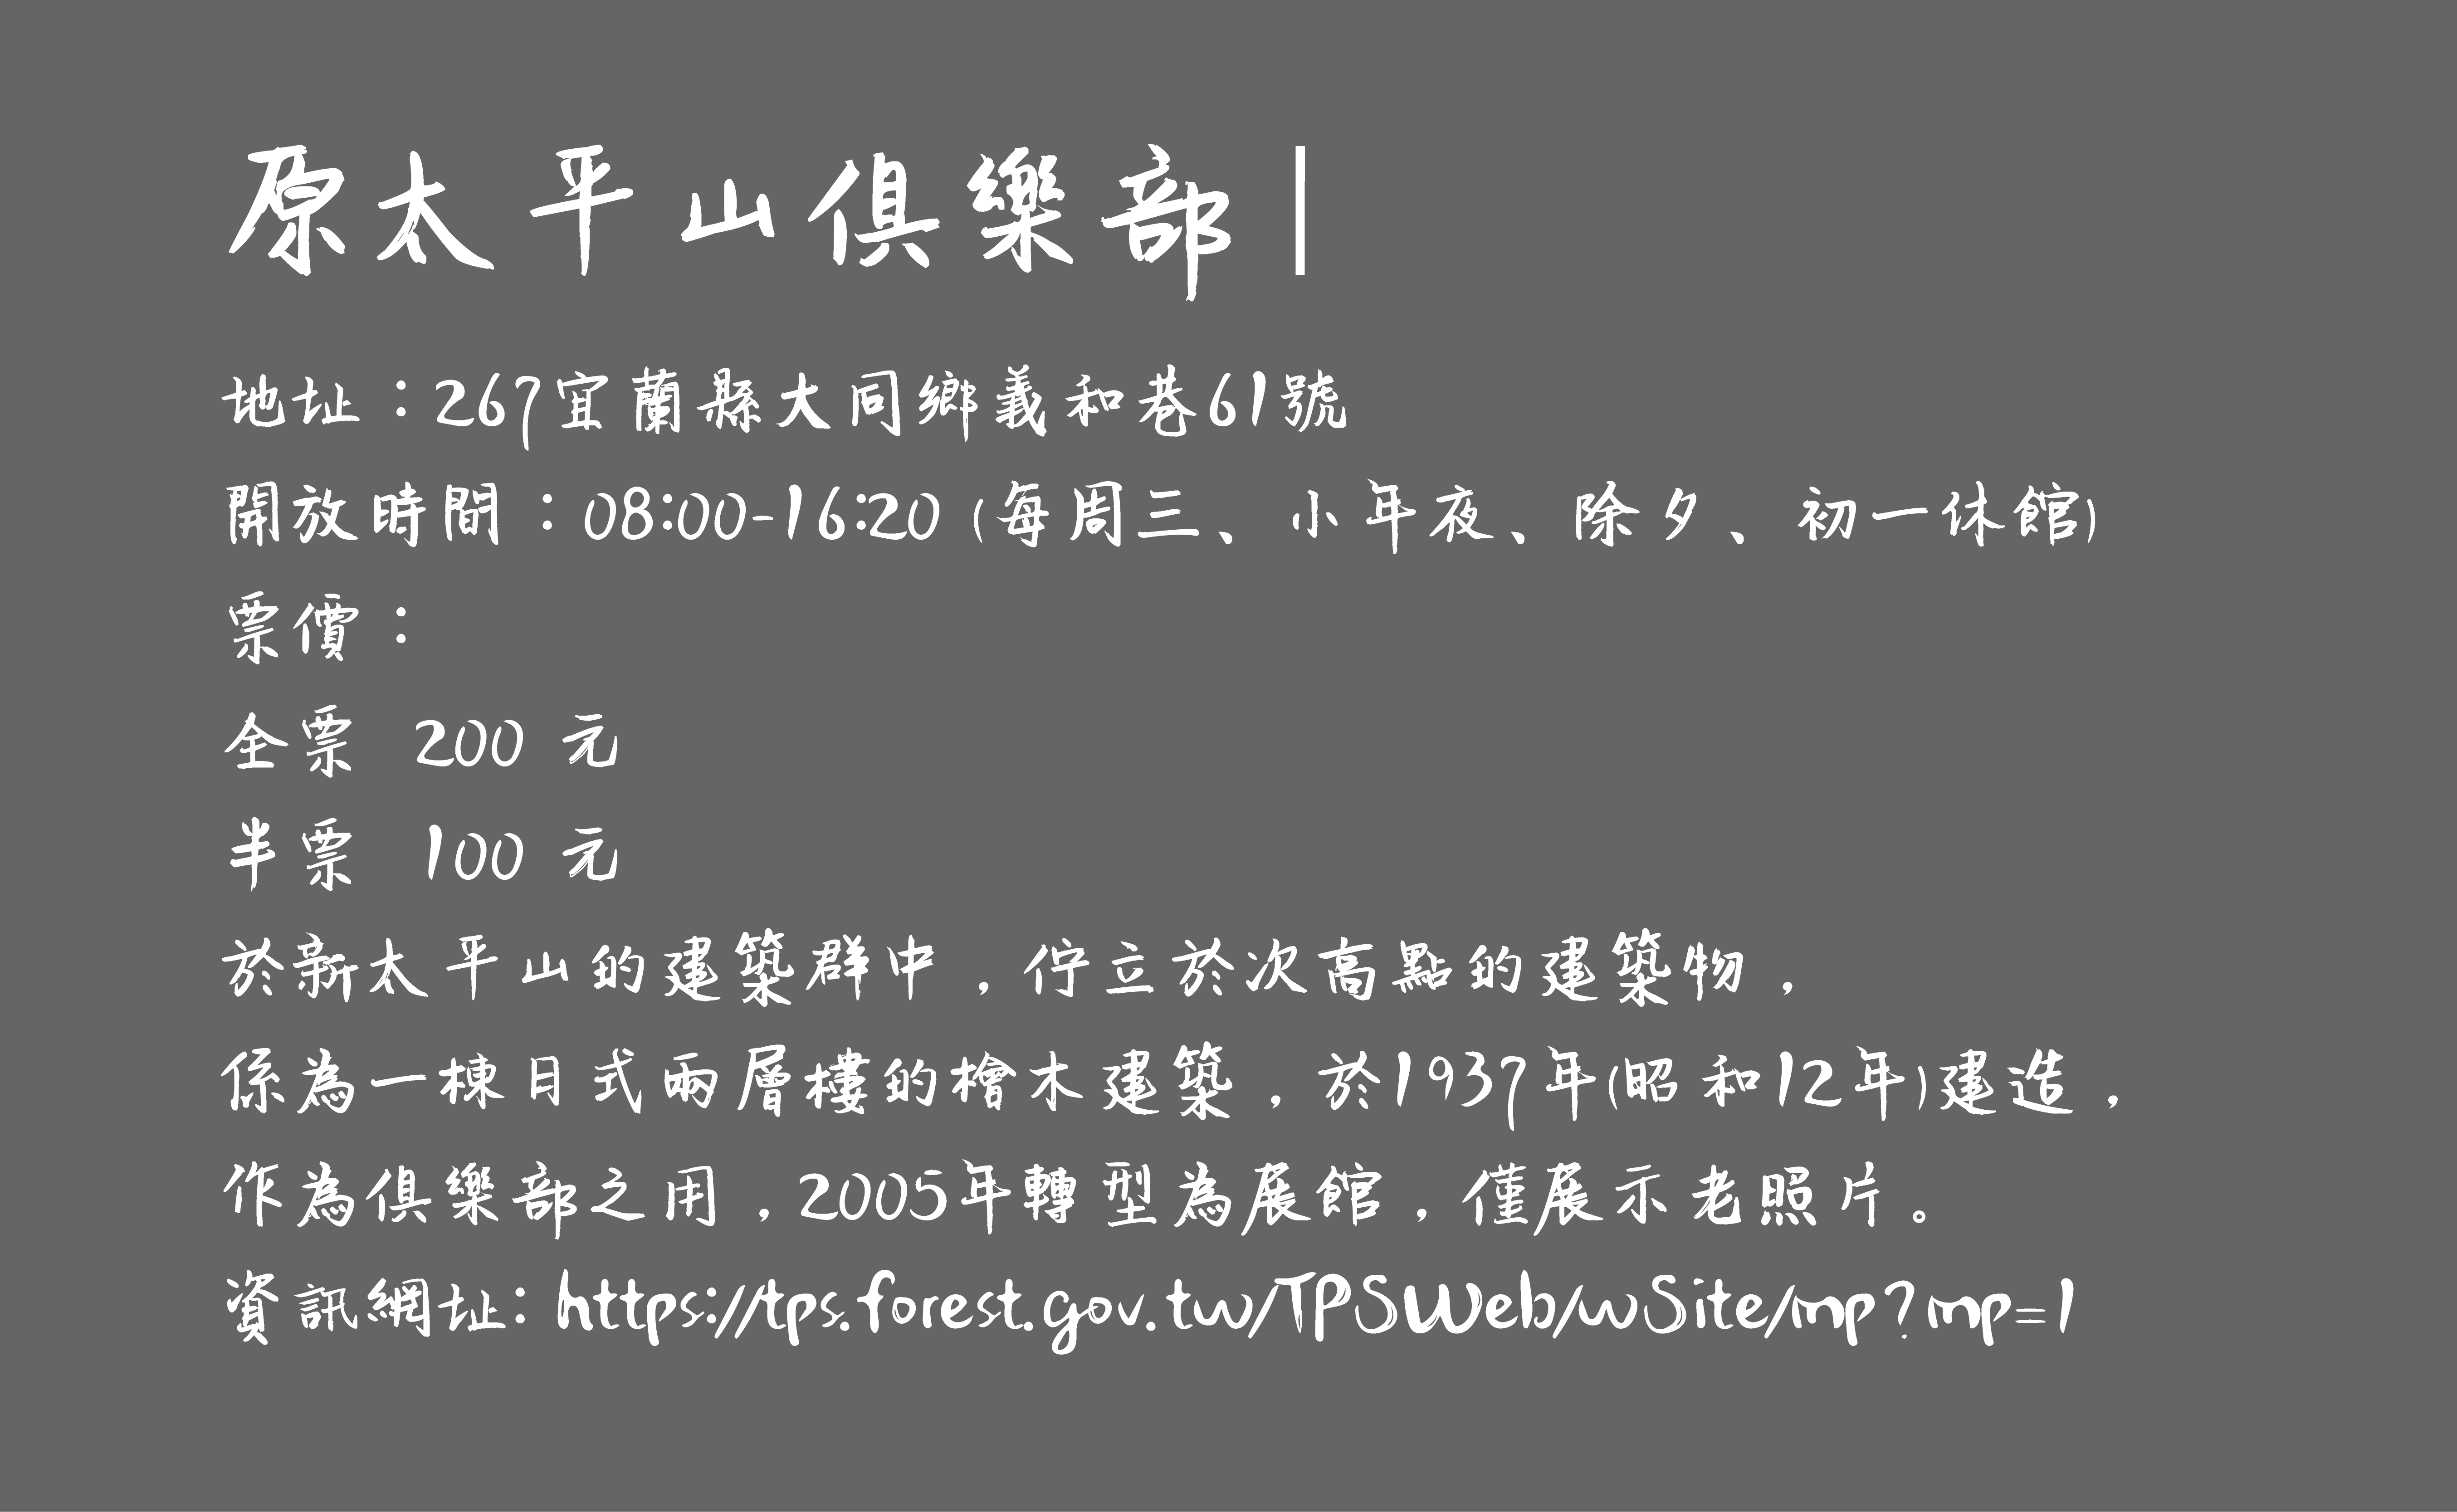 原太平山俱樂部｜
地址：267宜蘭縣大同鄉義和巷61號
開放時間：08:00-16:20（每周三、小年夜、除夕、初一休館）
票價：
全票 200 元
半票 100 元
於新太平山的建築群中，佇立於次高點的建築物，
係為一棟日式兩層樓的檜木建築，於1937年（昭和12年）建造，
作為俱樂部之用，2005年轉型為展館，僅展示老照片。
資訊網址：https://tps.forest.gov.tw/TPSWeb/wSite/mp?mp=1